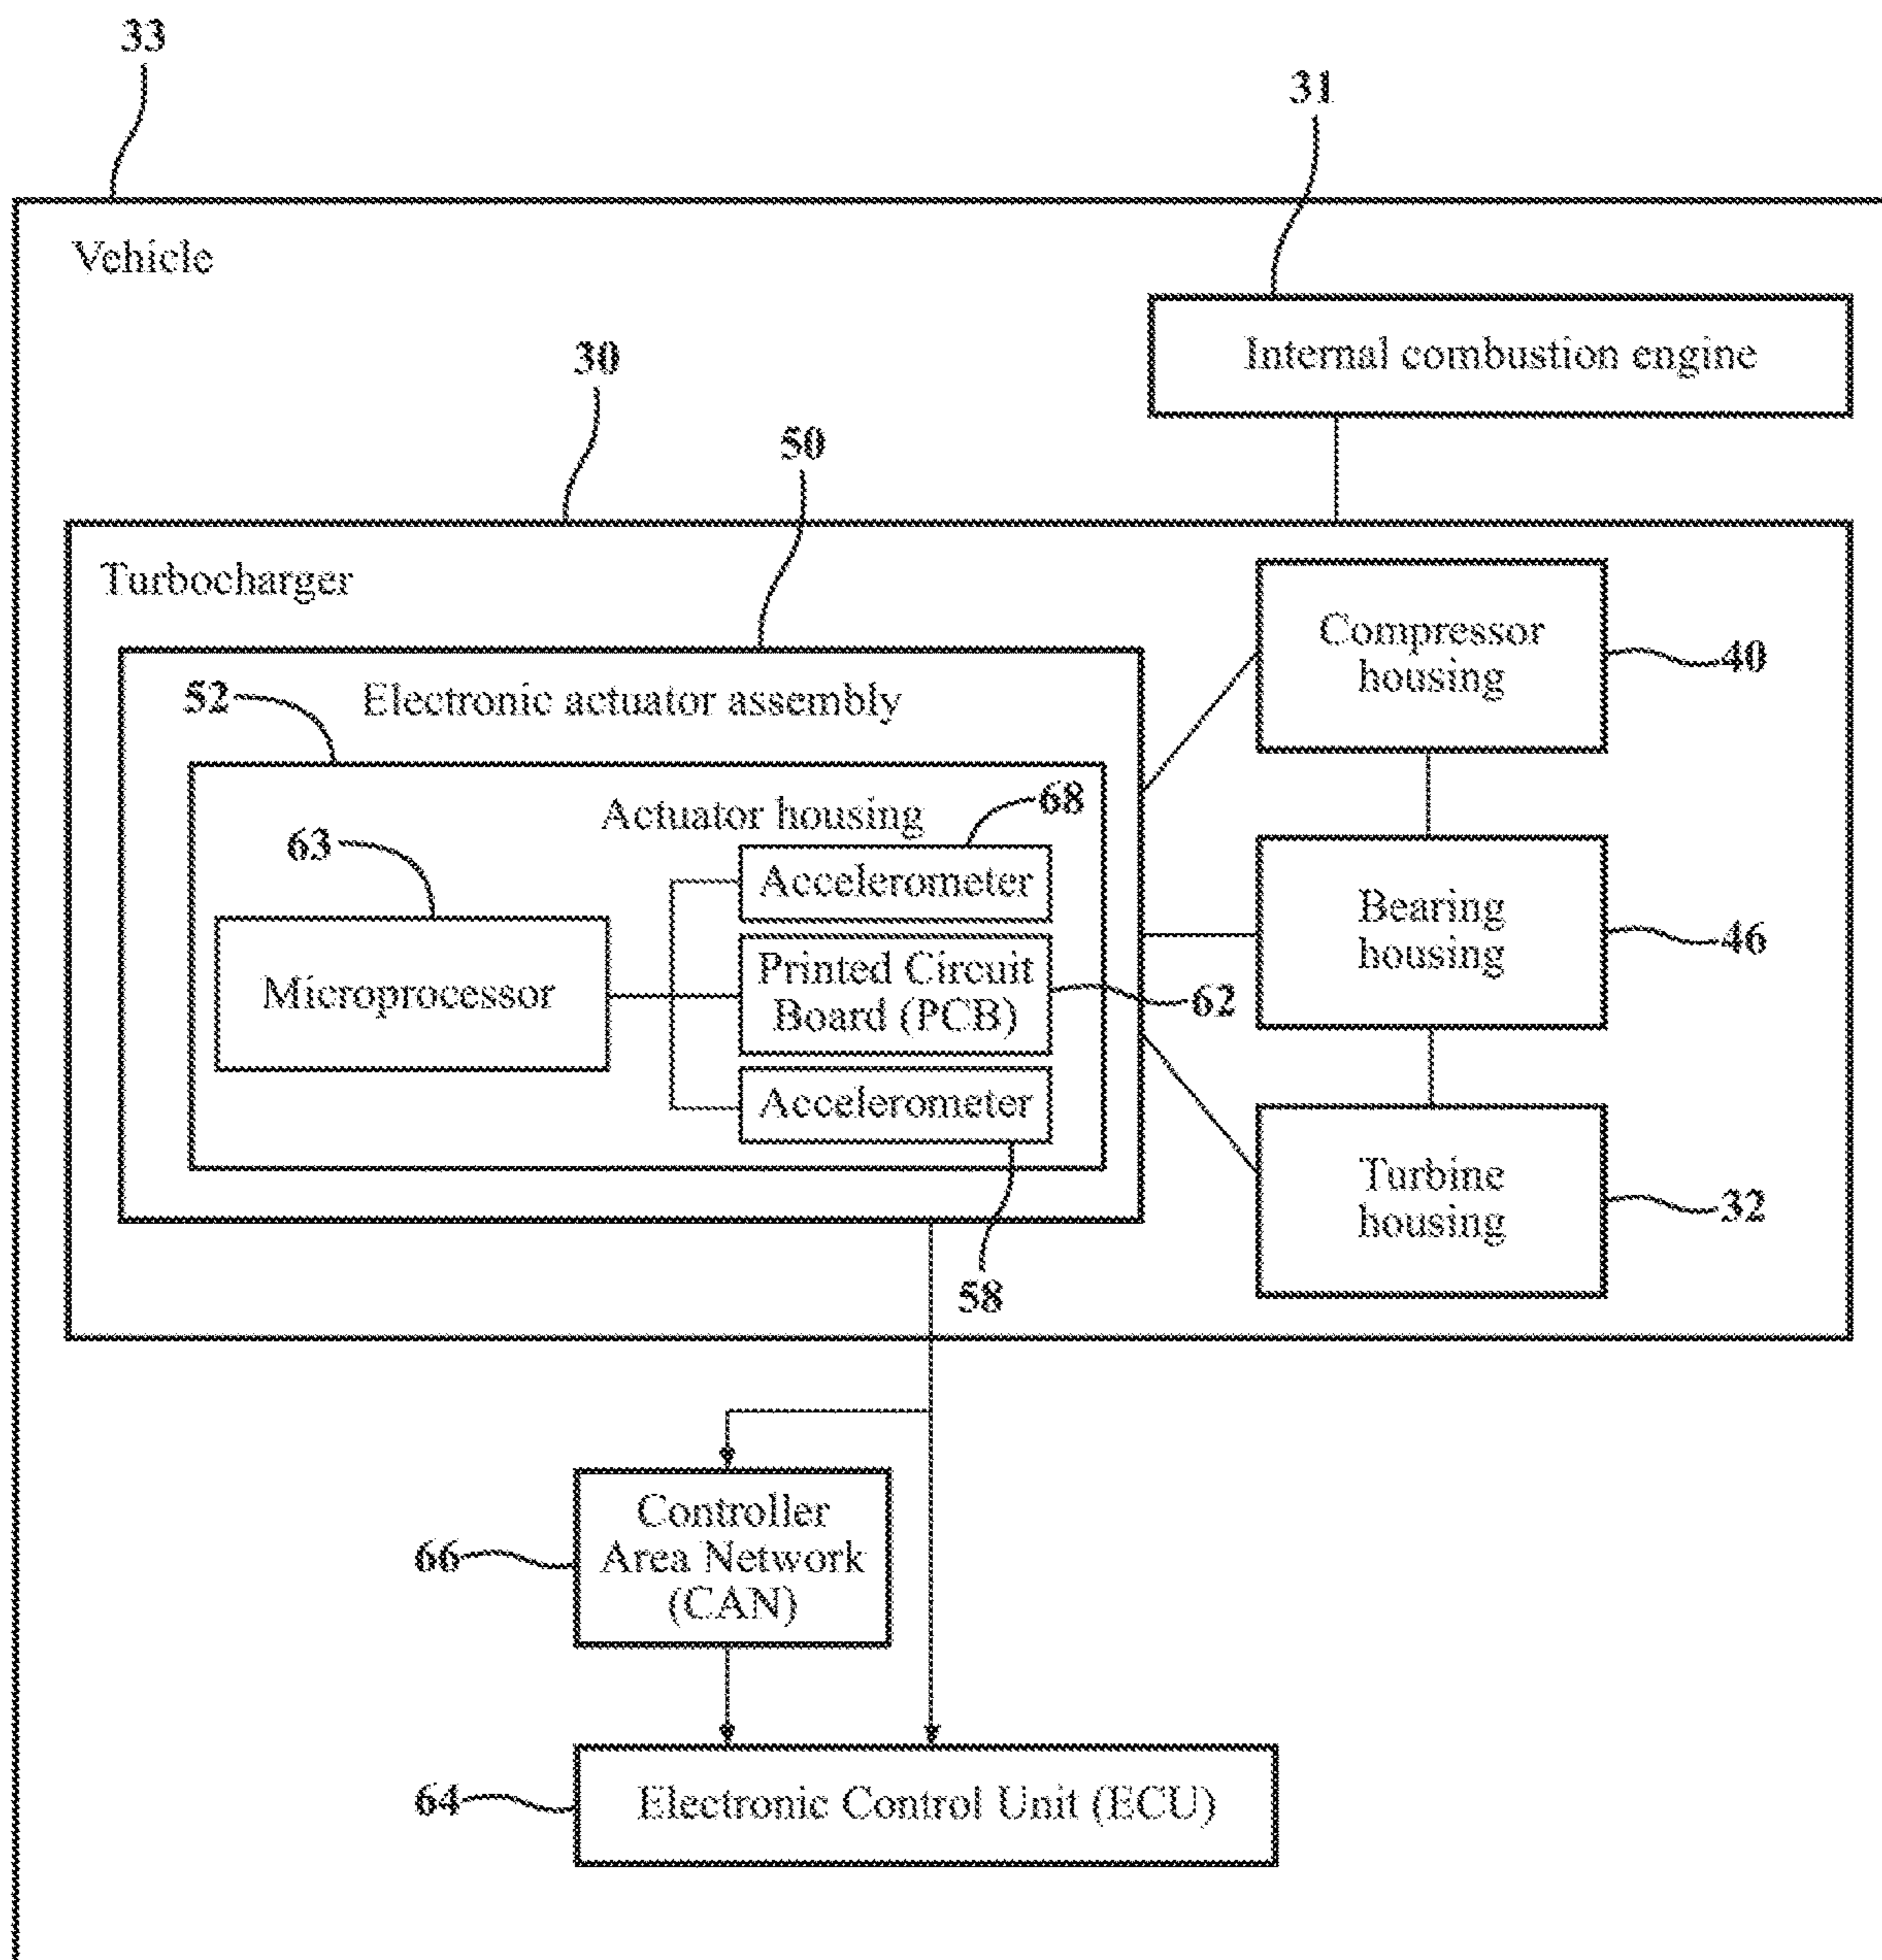 33
31
Vehicle
Internal combustion engine
30
50
Turbocharger
Compressor
housing
40
52
Electronic actuator assembly
Actuator housing
68
63
Accelerometer
Microprocessor
Printed Circuit
Board (PCB)
62
Bearing
housing
46
Accelerometer
58
Turbine
housing
32
Controller
Area Network
(CAN)
66
64
Electronic Control Unit (ECU)